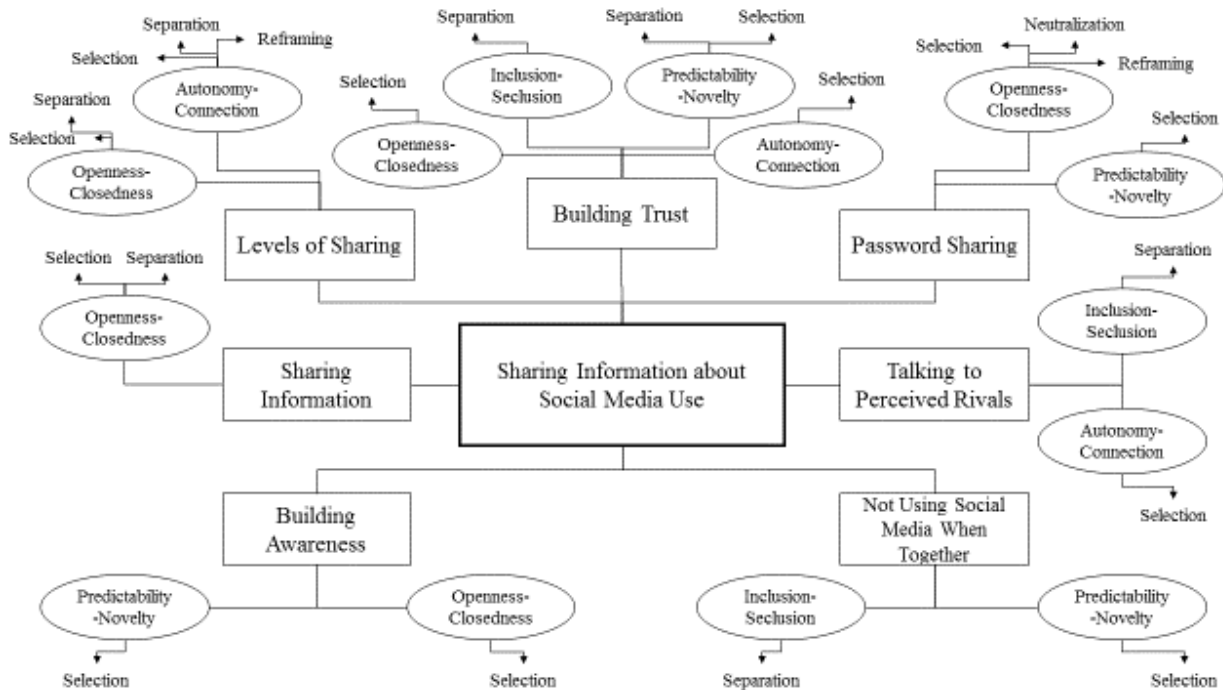 Separation
Reframing
Selection
Autonomy-
Connection
Separation
Selection
Openness-
Closedness
Levels of Sharing
Separation
Inclusion-
Seclusion
Selection
Openness-
Closedness
Separation
Selection
Predictability
-Novelty
Selection
Autonomy-
Connection
Building Trust
Neutralization
Selection
Reframing
Openness-
Closedness
Selection
Predictability
-Novelty
Password Sharing
Selection
Separation
Openness-
Closedness
Sharing
Information
Sharing Information about
Social Media Use
Talking to
Perceived Rivals
Separation
Inclusion-
Seclusion
Autonomy-
Connection
Selection
Building
Awareness
Predictability
-Novelty
Selection
Openness-
Closedness
Selection
Not Using Social
Media When
Together
Inclusion-
Seclusion
Separation
Predictability
-Novelty
Selection